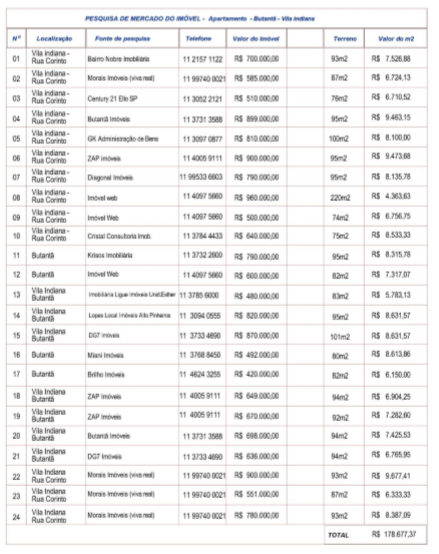 PESQUISA DE MERCADO DO IMÓVEL - Apartamento - Butantã - Vila Indiana
Nº Localização Fonte de pesquisa Telefone Valor do imóvel Terreno Valor do m2
01 Vila indiana - Rua Corinto Bairro Nobre Imobiliária 11 2157 1122 R$ 700.000,00 93m2 R$ 7.526,88
02 Vila indiana - Rua Corinto Morais Imóveis (viva real) 11 99740 0021 R$ 585.000,00 87m2 R$ 6.724,13
03 Vila indiana - Rua Corinto Century 21 Elite SP 11 3052 2121 R$ 510.000,00 76m2 R$ 6.710,52
04 Vila indiana - Rua Corinto Butantã Imóveis 11 3731 3588 R$ 899.000,00 95m2 R$ 9.463,15
05 Vila indiana - Rua Corinto GK Administração de Bens 11 3097 0877 R$ 810.000,00 100m2 R$ 8.100,00
06 Vila indiana - Rua Corinto ZAP imóveis 11 4005 9111 R$ 900.000,00 95m2 R$ 9.473,68
07 Vila indiana - Rua Corinto Diagonal Imóveis 11 99533 6603 R$ 790.000,00 95m2 R$ 8.135,78
08 Vila indiana - Rua Corinto Imóvel web 11 4097 5660 R$ 960.000,00 220m2 R$ 4.363,63
09 Vila indiana - Rua Corinto Imóvel Web 11 4097 5660 R$ 500.000,00 74m2 R$ 6.756,75
10 Vila indiana - Rua Corinto Cristal Consultoria Imob. 11 3784 4433 R$ 640.000,00 75m2 R$ 8.533,33
11 Butantã Krisos Imobiliária 11 3732 2600 R$ 790.000,00 95m2 R$ 8.315,78
12 Butantã Imóvel Web 11 4097 5660 R$ 600.000,00 82m2 R$ 7.317,07
13 Vila Indiana Butantã Imobiliária Ligue Imóveis 11 3785 6000 R$ 480.000,00 83m2 R$ 5.783,13
14 Vila Indiana Butantã Lopes Local Imóveis Alto Pinheiros 11 3094 0555 R$ 820.000,00 95m2 R$ 8.631,57
15 Vila Indiana Butantã DG7 imóveis 11 3733 4690 R$ 870.000,00 101m2 R$ 8.631,57
16 Butantã Miani Imóveis 11 3768 8450 R$ 492.000,00 80m2 R$ 8.613,86
17 Butantã Brilho Imóveis 11 4624 3255 R$ 420.000,00 82m2 R$ 6.150,00
18 Vila Indiana Butantã ZAP Imóveis 11 4005 9111 R$ 649.000,00 94m2 R$ 6.904,25
19 Vila Indiana Butantã ZAP Imóveis 11 4005 9111 R$ 670.000,00 92m2 R$ 7.282,60
20 Vila Indiana Butantã Butantã Imóveis 11 3731 3588 R$ 698.000,00 94m2 R$ 7.425,53
21 Vila Indiana Butantã DG7 Imóveis 11 3733 4690 R$ 636.000,00 94m2 R$ 6.765,95
22 Vila Indiana Rua Corinto Morais Imóveis (viva real) 11 99740 0021 R$ 900.000,00 93m2 R$ 9.677,41
23 Vila Indiana Rua Corinto Morais Imóveis (viva real) 11 99740 0021 R$ 551.000,00 87m2 R$ 6.333,33
24 Vila Indiana Rua Corinto Morais Imóveis (viva real) 11 99740 0021 R$ 780.000,00 93m2 R$ 8.387,09
TOTAL R$ 178.677,37